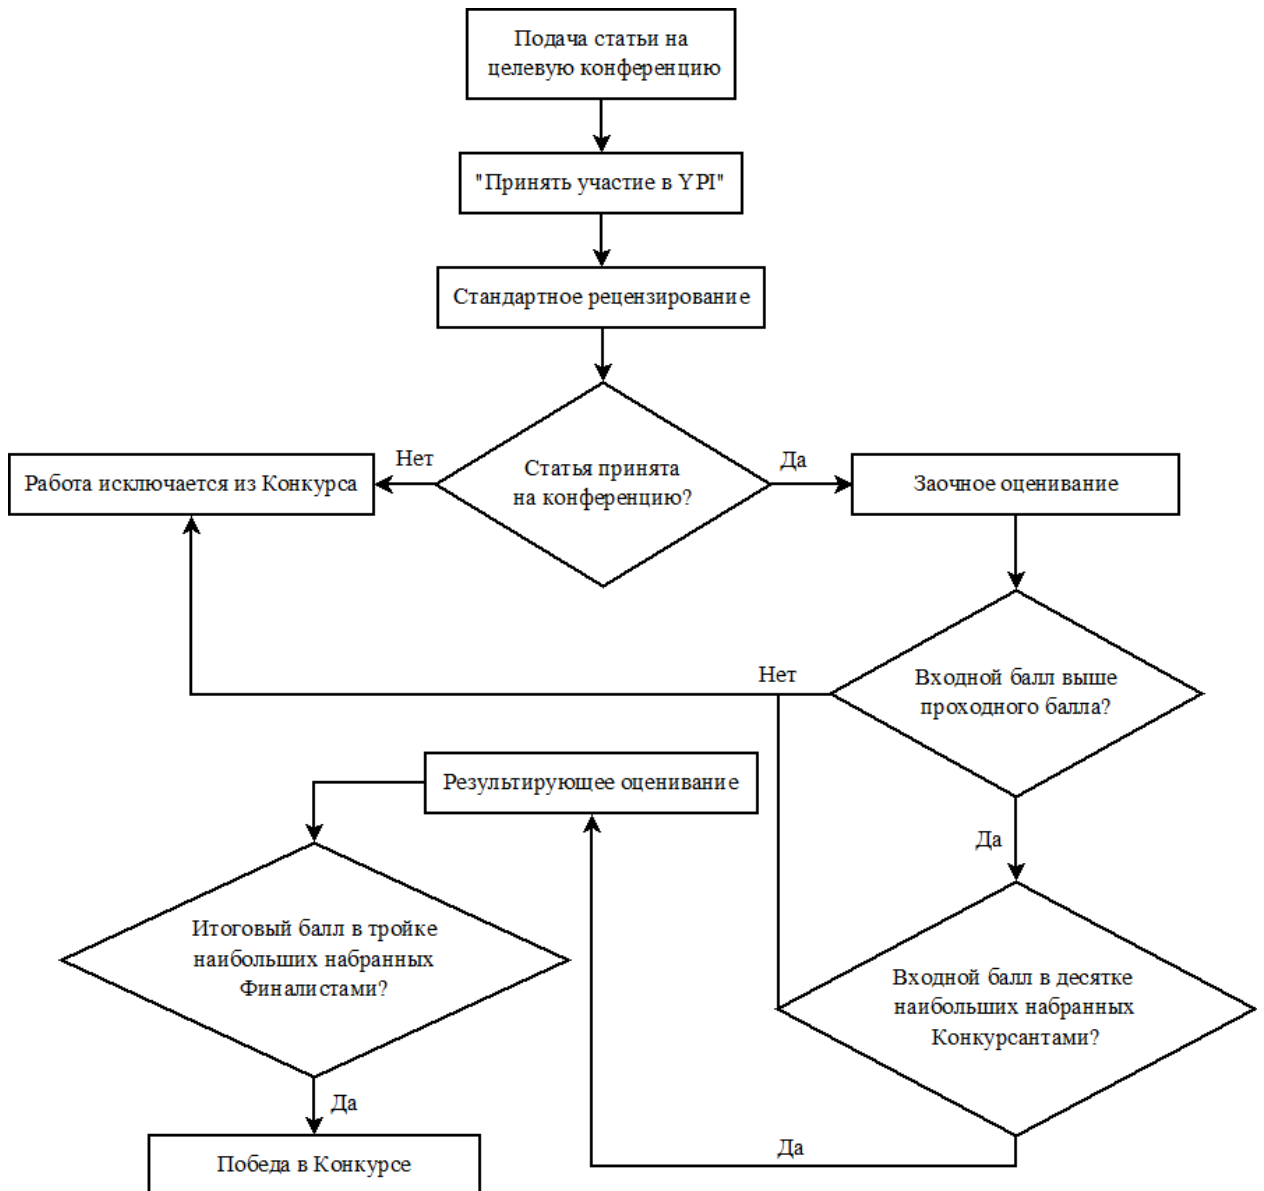 Подача статьи на
целевую конференцию
"Принять участие в YPI"
Стандартное рецензирование
Статья принята
на конференцию?
Нет
Да
Работа исключается из Конкурса
Заочное оценивание
Входной балл выше
проходного балла?
Нет
Да
Входной балл в десятке
наибольших набранных
Конкурсантами?
Да
Результирующее оценивание
Итоговый балл в тройке
наибольших набранных
Финалистами?
Да
Победа в Конкурсе